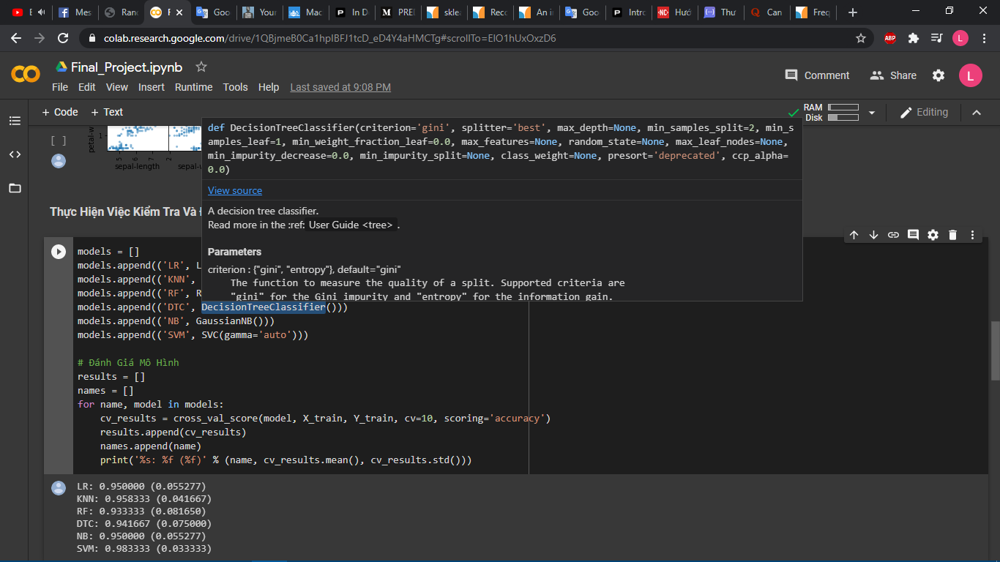 Mes
Ranc
Goo
Your
Mac
In D
PREI
skle
Reco
An i
Goo
Intro
Hướ
Thư
Can
Freq
colab.research.google.com/drive/1QBjmeB0Ca1hpIBFJ1tcD_eD4Y4aHMCTg#scrollTo=EIO1hUxOxzD6
ABP
L
Final_Project.ipynb
File Edit View Insert Runtime Tools Help Last saved at 9:08 PM
Comment
Share
L
+ Code + Text
RAM
Disk
Editing
[ ]
petal-w
1
5 6 7 2
sepal-length
sepal-w
def DecisionTreeClassifier(criterion='gini', splitter='best', max_depth=None, min_samples_split=2, min_s
amples_leaf=1, min_weight_fraction_leaf=0.0, max_features=None, random_state=None, max_leaf_nodes=None,
min_impurity_decrease=0.0, min_impurity_split=None, class_weight=None, presort='deprecated', ccp_alpha=
0.0)
View source
A decision tree classifier.
Read more in the :ref: User Guide <tree> .
Parameters
criterion : {"gini", "entropy"}, default="gini"
The function to measure the quality of a split. Supported criteria are
"gini" for the Gini impurity and "entropy" for the information gain.
Thực Hiện Việc Kiểm Tra Và
models = []
models.append(('LR', L
models.append(('KNN',
models.append(('RF', R
models.append(('DTC', DecisionTreeClassifier()))
models.append(('NB', GaussianNB()))
models.append(('SVM', SVC(gamma='auto')))
# Đánh Giá Mô Hình
results = []
names = []
for name, model in models:
cv_results = cross_val_score(model, X_train, Y_train, cv=10, scoring='accuracy')
results.append(cv_results)
names.append(name)
print('%s: %f (%f)' % (name, cv_results.mean(), cv_results.std()))
LR: 0.950000 (0.055277)
KNN: 0.958333 (0.041667)
RF: 0.933333 (0.081650)
DTC: 0.941667 (0.075000)
NB: 0.950000 (0.055277)
SVM: 0.983333 (0.033333)